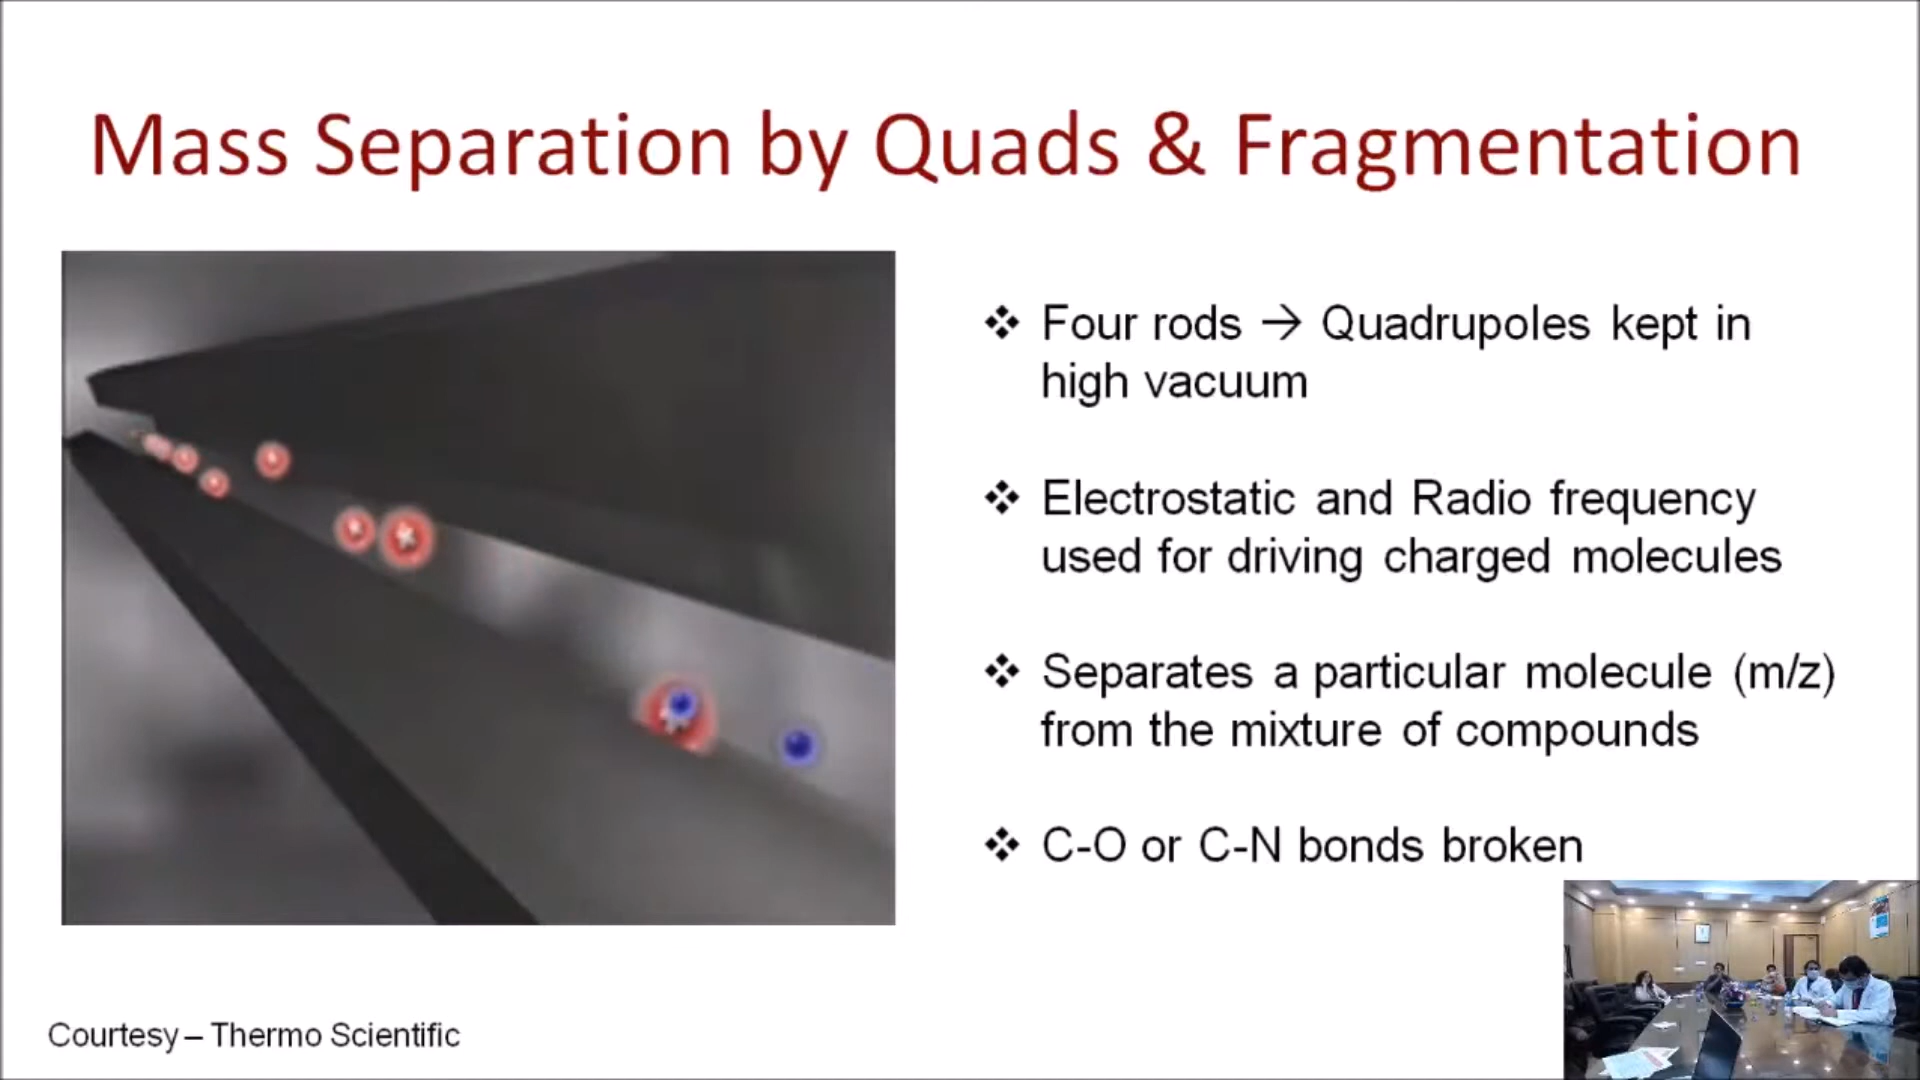 Mass Separation by Quads & Fragmentation
❖ Four rods → Quadrupoles kept in
high vacuum
❖ Electrostatic and Radio frequency
used for driving charged molecules
❖ Separates a particular molecule (m/z)
from the mixture of compounds
❖ C-O or C-N bonds broken
Courtesy – Thermo Scientific